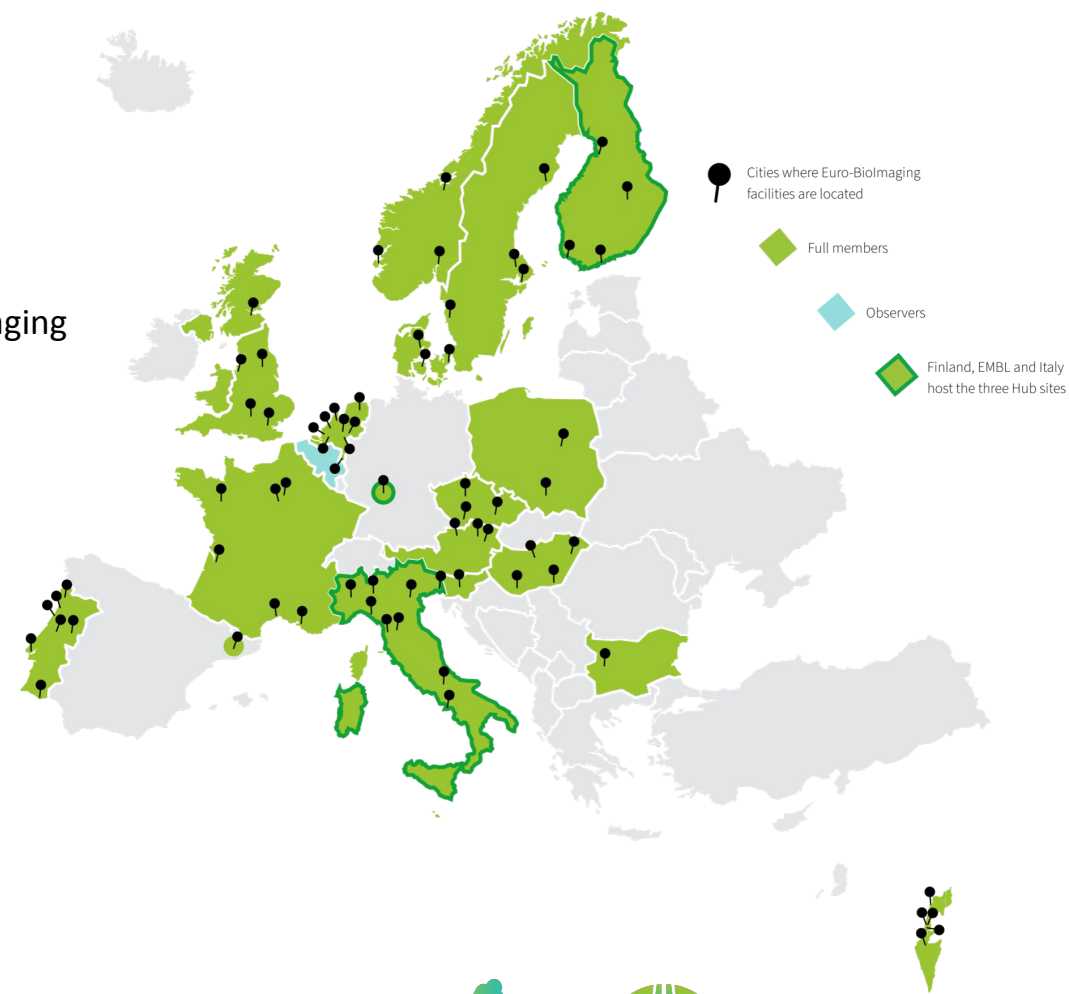 Cities where Euro-BioImaging
facilities are located
Full members
aging
Observers
Finland, EMBL and Italy
host the three Hub sites